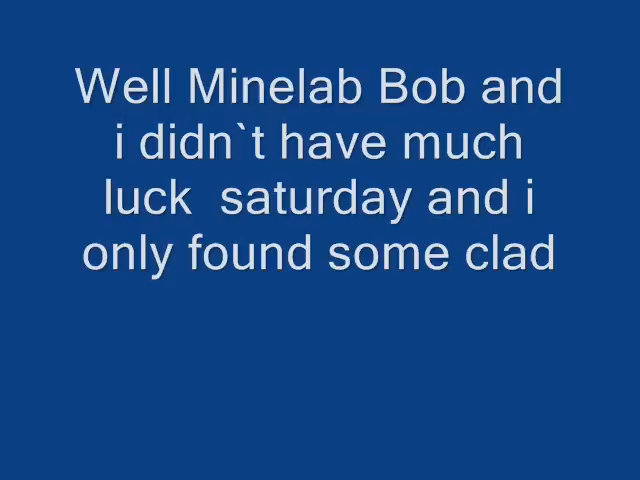 Well Minelab Bob and
i didn`t have much
luck  saturday and i
only found some clad